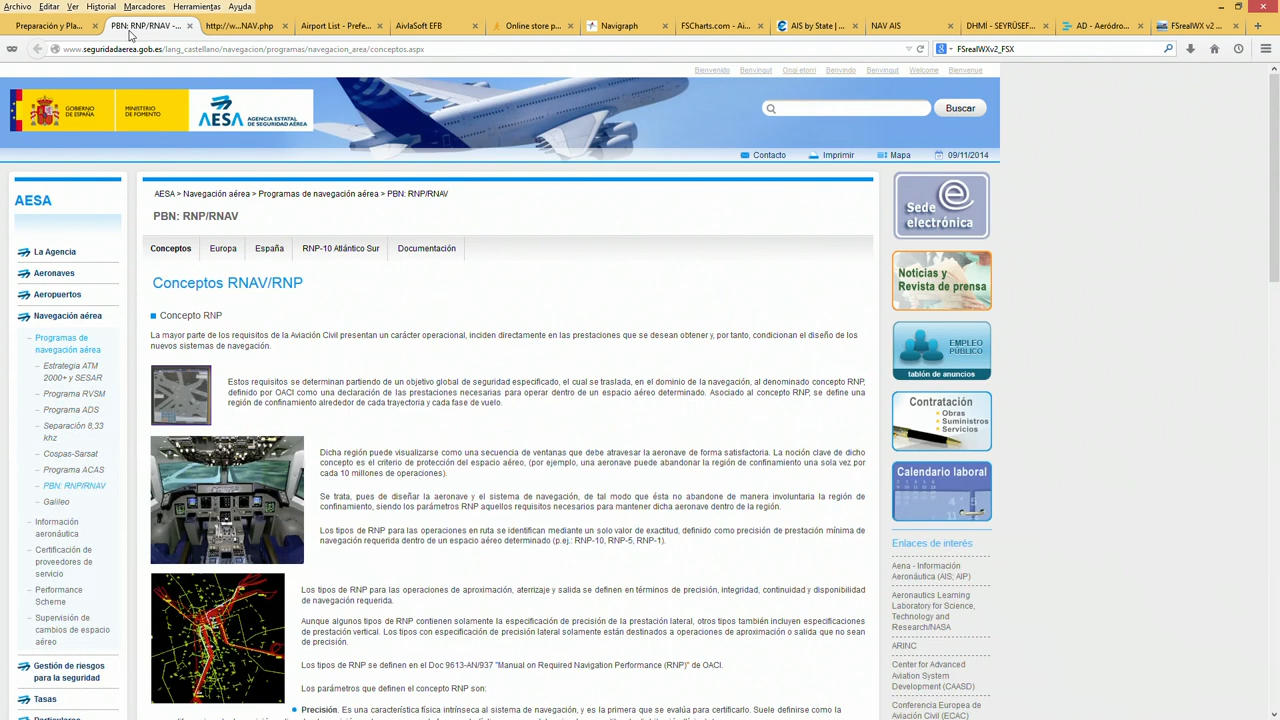 Archivo Editar Ver Historial Marcadores Herramientas Ayuda
Preparación y Pla...
PBN: RNP/RNAV -...
http://w...NAV.php
Airport List - Prefe...
AivlaSoft EFB
Online store p...
Navigraph
FSCharts.com - Ai...
AIS by State | ...
NAV AIS
DHMİ - SEYRÜSEF...
AD - Aeródro...
FSrealWX v2 ...
www.seguridadaerea.gob.es/lang_castellano/navegacion/programas/navegacion_area/conceptos.aspx
FSrealWXv2_FSX
Bienvenido Benvingut Ongi etorri Benvindo Benvingut Welcome Bienvenue
GOBIERNO DE ESPAÑA
MINISTERIO DE FOMENTO
AESA AGENCIA ESTATAL DE SEGURIDAD AÉREA
Buscar
Contacto Imprimir Mapa 09/11/2014
AESA
La Agencia
Aeronaves
Aeropuertos
Navegación aérea
Programas de
navegación aérea
Estrategia ATM
2000+ y SESAR
Programa RVSM
Programa ADS
Separación 8,33
khz
Cospas-Sarsat
Programa ACAS
PBN: RNP/RNAV
Galileo
Información
aeronáutica
Certificación de
proveedores de
servicio
Performance
Scheme
Supervisión de
cambios de espacio
aéreo
Gestión de riesgos
para la seguridad
Tasas
Particulares
AESA > Navegación aérea > Programas de navegación aérea > PBN: RNP/RNAV
PBN: RNP/RNAV
Conceptos Europa España RNP-10 Atlántico Sur Documentación
Conceptos RNAV/RNP
Concepto RNP
La mayor parte de los requisitos de la Aviación Civil presentan un carácter operacional, inciden directamente en las prestaciones que se desean obtener y, por tanto, condicionan el diseño de los
nuevos sistemas de navegación.
Estos requisitos se determinan partiendo de un objetivo global de seguridad especificado, el cual se traslada, en el dominio de la navegación, al denominado concepto RNP,
definido por OACI como una declaración de las prestaciones necesarias para operar dentro de un espacio aéreo determinado. Asociado al concepto RNP, se define una
región de confinamiento alrededor de cada trayectoria y cada fase de vuelo.
Dicha región puede visualizarse como una secuencia de ventanas que debe atravesar la aeronave de forma satisfactoria. La noción clave de dicho
concepto es el criterio de protección del espacio aéreo, (por ejemplo, una aeronave puede abandonar la región de confinamiento una sola vez por
cada 10 millones de operaciones).
Se trata, pues de diseñar la aeronave y el sistema de navegación, de tal modo que ésta no abandone de manera involuntaria la región de
confinamiento, siendo los parámetros RNP aquellos requisitos necesarios para mantener dicha aeronave dentro de la región.
Los tipos de RNP para las operaciones en ruta se identifican mediante un solo valor de exactitud, definido como precisión de prestación mínima de
navegación requerida dentro de un espacio aéreo determinado (p.ej.: RNP-10, RNP-5, RNP-1).
Los tipos de RNP para las operaciones de aproximación, aterrizaje y salida se definen en términos de precisión, integridad, continuidad y disponibilidad
de navegación requerida.
Aunque algunos tipos de RNP contienen solamente la especificación de precisión de la prestación lateral, otros tipos también incluyen especificaciones
de prestación vertical. Los tipos con especificación de precisión lateral solamente están destinados a operaciones de aproximación o salida que no sean
de precisión.
Los tipos de RNP se definen en el Doc 9613-AN/937 "Manual on Required Navigation Performance (RNP)" de OACI.
Los parámetros que definen el concepto RNP son:
Precisión. Es una característica física intrínseca al sistema de navegación, y es la primera que se evalúa para certificarlo. Suele definirse como la
Sede
electrónica
Noticias y
Revista de prensa
EMPLEO
PÚBLICO
tablón de anuncios
Contratación
Obras
Suministros
Servicios
Calendario laboral
Enlaces de interés
Aena - Información
Aeronáutica (AIS; AIP)
Aeronautics Learning
Laboratory for Science,
Technology and
Research/NASA
ARINC
Center for Advanced
Aviation System
Development (CAASD)
Conferencia Europea de
Aviación Civil (ECAC)